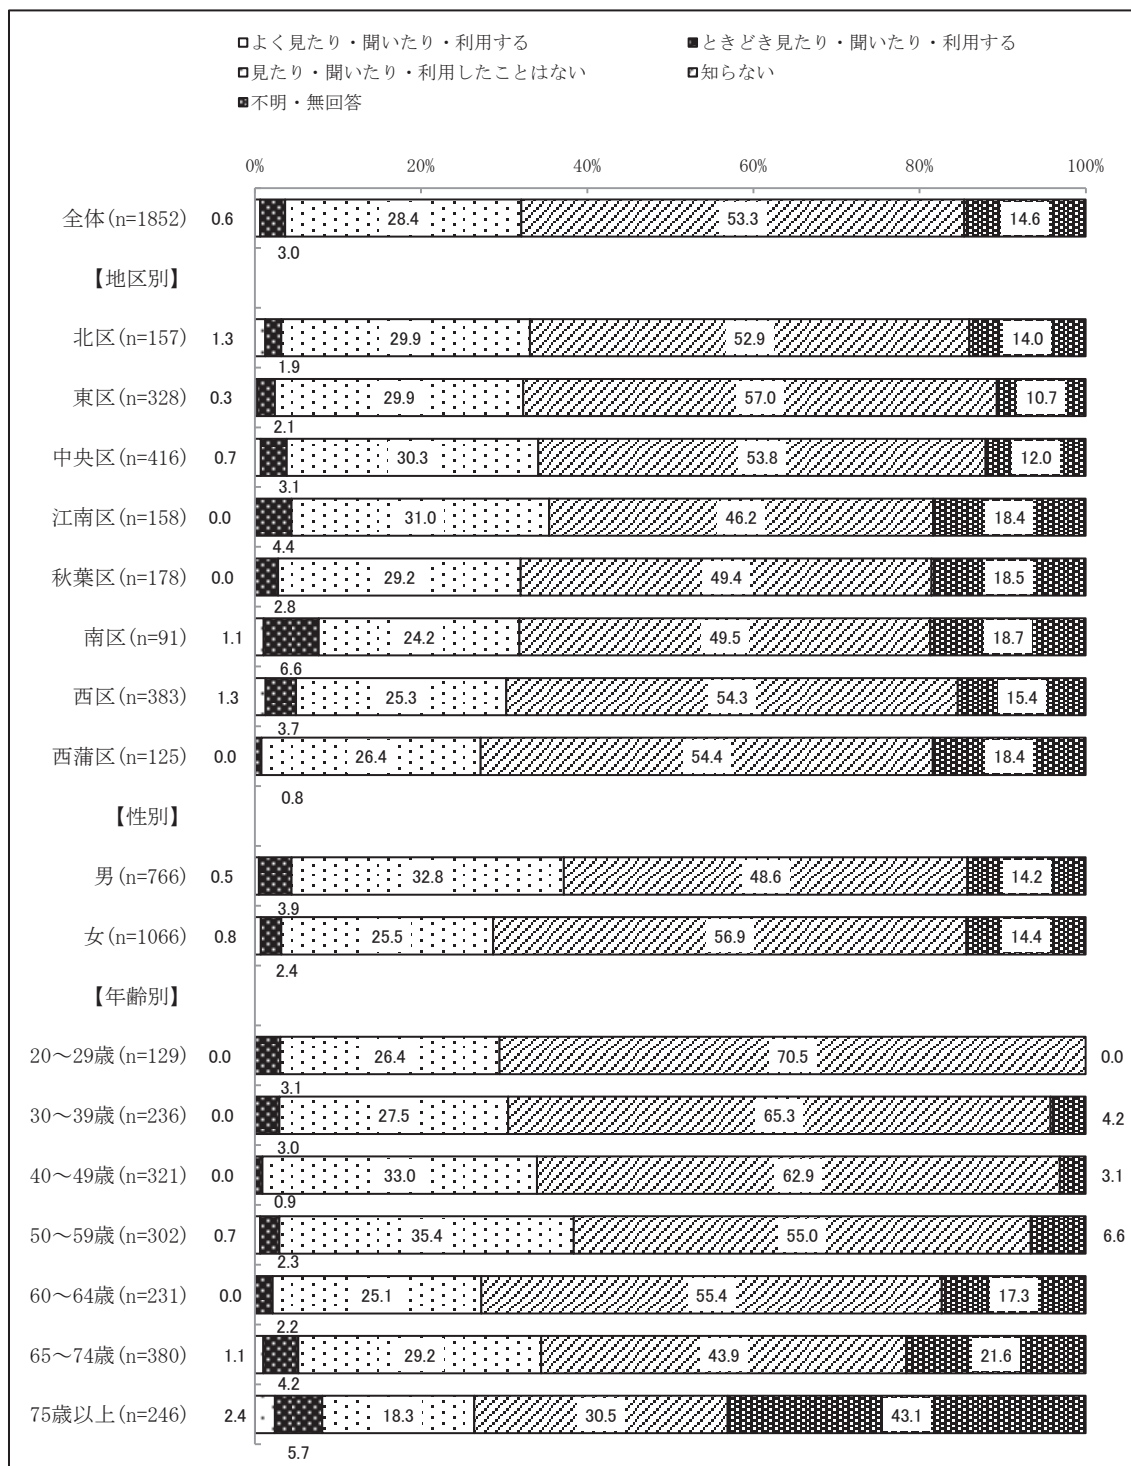 □よく見たり・聞いたり・利用する ■ときどき見たり・聞いたり・利用する
□見たり・聞いたり・利用したことはない □知らない
■不明・無回答
0% 20% 40% 60% 80% 100%
全体(n=1852) 0.6 28.4 53.3 14.6
3.0
【地区別】
北区(n=157) 1.3 29.9 52.9 14.0
1.9
東区(n=328) 0.3 29.9 57.0 10.7
2.1
中央区(n=416) 0.7 30.3 53.8 12.0
3.1
江南区(n=158) 0.0 31.0 46.2 18.4
4.4
秋葉区(n=178) 0.0 29.2 49.4 18.5
2.8
南区(n=91) 1.1 24.2 49.5 18.7
6.6
西区(n=383) 1.3 25.3 54.3 15.4
3.7
西蒲区(n=125) 0.0 26.4 54.4 18.4
0.8
【性別】
男(n=766) 0.5 32.8 48.6 14.2
3.9
女(n=1066) 0.8 25.5 56.9 14.4
2.4
【年齢別】
20～29歳(n=129) 0.0 26.4 70.5 0.0
3.1
30～39歳(n=236) 0.0 27.5 65.3 4.2
3.0
40～49歳(n=321) 0.0 33.0 62.9 3.1
0.9
50～59歳(n=302) 0.7 35.4 55.0 6.6
2.3
60～64歳(n=231) 0.0 25.1 55.4 17.3
2.2
65～74歳(n=380) 1.1 29.2 43.9 21.6
4.2
75歳以上(n=246) 2.4 18.3 30.5 43.1
5.7